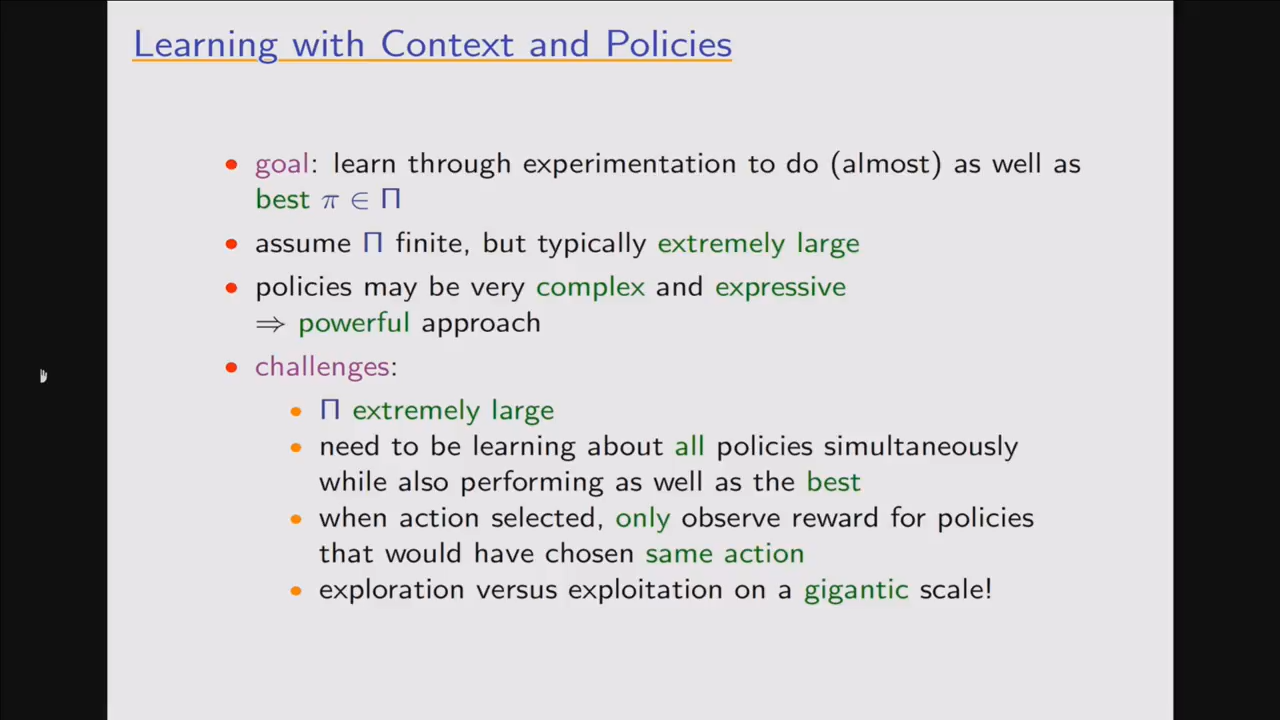 Learning with Context and Policies
• goal: learn through experimentation to do (almost) as well as
best π ∈ Π
• assume Π finite, but typically extremely large
• policies may be very complex and expressive
⇒ powerful approach
• challenges:
• Π extremely large
• need to be learning about all policies simultaneously
while also performing as well as the best
• when action selected, only observe reward for policies
that would have chosen same action
• exploration versus exploitation on a gigantic scale!